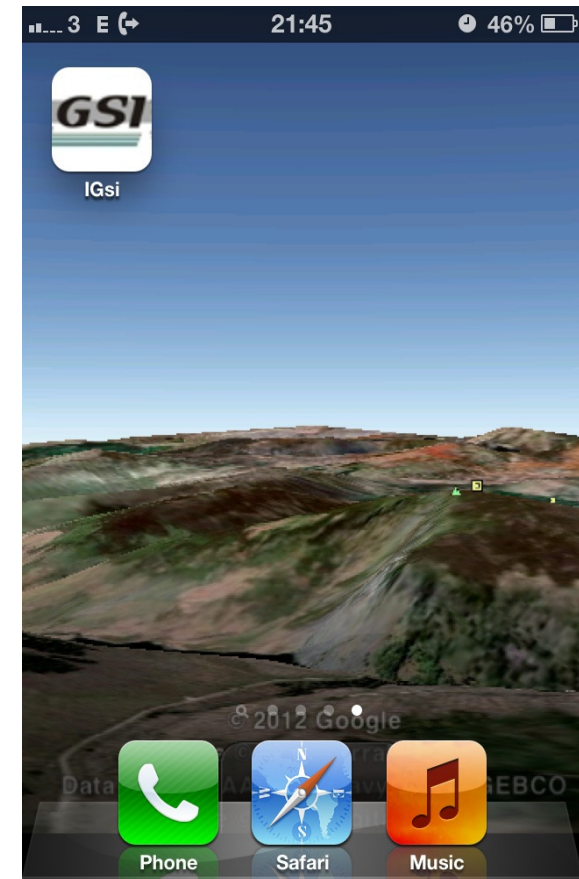 3 E 21:45 46%
GSI
IGsi
© 2012 Google
Data GEBCO
Phone Safari Music